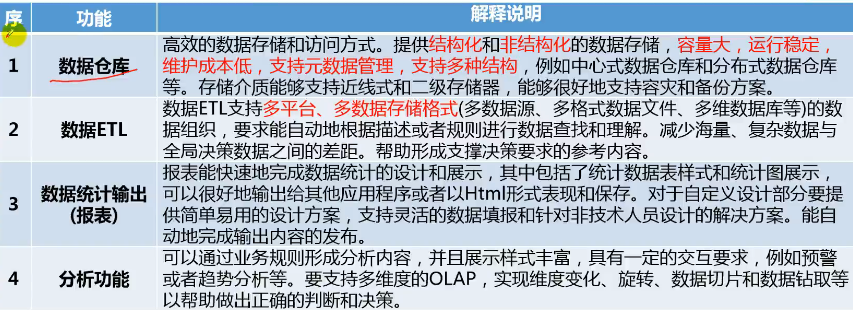 序 功能 解释说明
高效的数据存储和访问方式。提供结构化和非结构化的数据存储，容量大，运行稳定，
1 数据仓库 维护成本低，支持元数据管理，支持多种结构，例如中心式数据仓库和分布式数据仓库
等。存储介质能够支持近线式和二级存储器，能够很好地支持容灾和备份方案。
数据ETL支持多平台、多数据存储格式(多数据源、多格式数据文件、多维数据库等)的数
2 数据ETL 据组织，要求能自动地根据描述或者规则进行数据查找和理解。减少海量、复杂数据与
全局决策数据之间的差距。帮助形成支撑决策要求的参考内容。
报表能快速地完成数据统计的设计和展示，其中包括了统计数据表样式和统计图展示，
3 数据统计输出 可以很好地输出给其他应用程序或者以Html形式表现和保存。对于自定义设计部分要提
(报表) 供简单易用的设计方案，支持灵活的数据填报和针对非技术人员设计的解决方案。能自
动地完成输出内容的发布。
可以通过业务规则形成分析内容，并且展示样式丰富，具有一定的交互要求，例如预警
4 分析功能 或者趋势分析等。要支持多维度的OLAP，实现维度变化、旋转、数据切片和数据钻取等
以帮助做出正确的判断和决策。